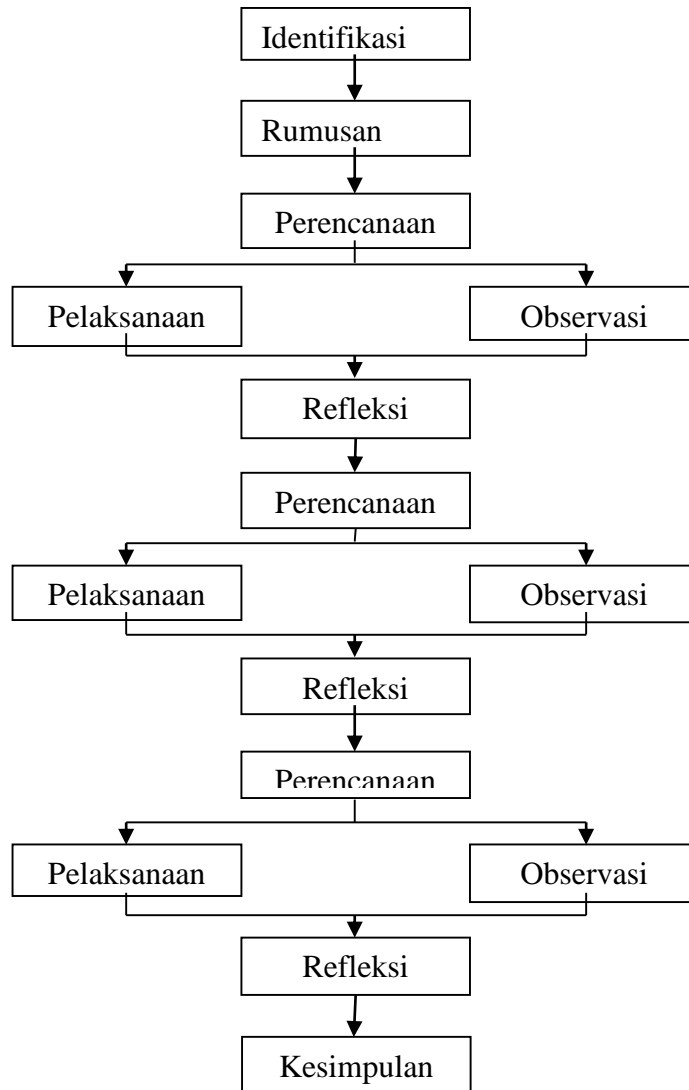 Identifikasi
Rumusan
Perencanaan
Pelaksanaan
Observasi
Refleksi
Perencanaan
Pelaksanaan
Observasi
Refleksi
Perencanaan
Pelaksanaan
Observasi
Refleksi
Kesimpulan